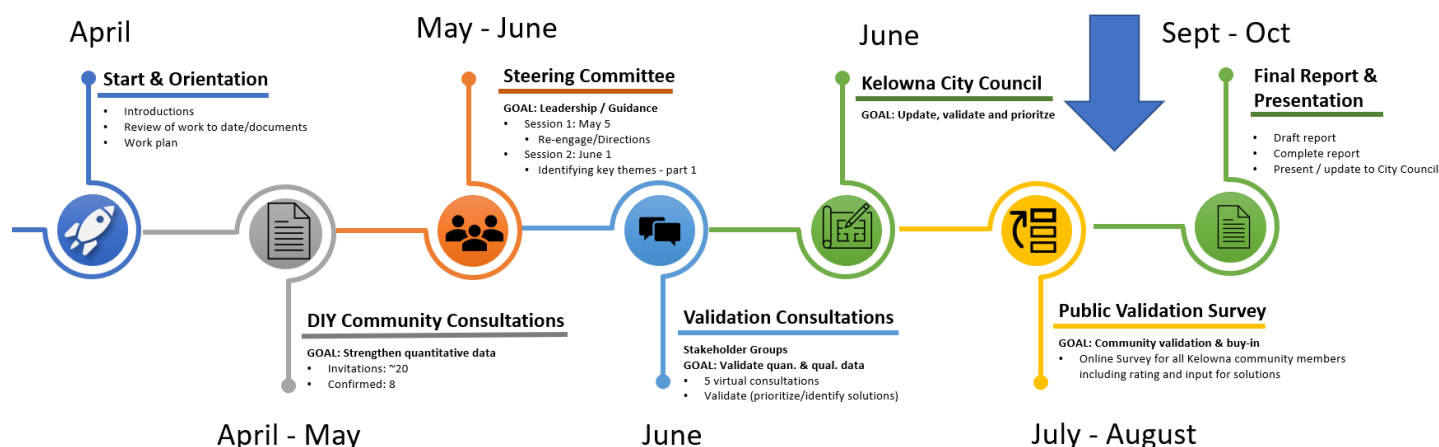 April
Start & Orientation
• Introductions
• Review of work to date/documents
• Work plan
DIY Community Consultations
GOAL: Strengthen quantitative data
• Invitations: ~20
• Confirmed: 8
April - May
May - June
Steering Committee
GOAL: Leadership / Guidance
• Session 1: May 5
• Re-engage/Directions
• Session 2: June 1
• Identifying key themes - part 1
Validation Consultations
Stakeholder Groups
GOAL: Validate quan. & qual. data
• 5 virtual consultations
• Validate (prioritize/identify solutions)
June
June
Kelowna City Council
GOAL: Update, validate and prioritze
Public Validation Survey
GOAL: Community validation & buy-in
• Online Survey for all Kelowna community members
including rating and input for solutions
July - August
Sept - Oct
Final Report &
Presentation
• Draft report
• Complete report
• Present / update to City Council